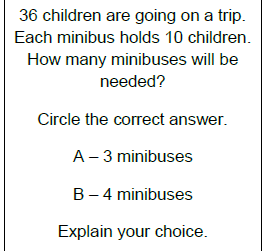 36 children are going on a trip.
Each minibus holds 10 children.
How many minibuses will be
needed?
Circle the correct answer.
A – 3 minibuses
B – 4 minibuses
Explain your choice.